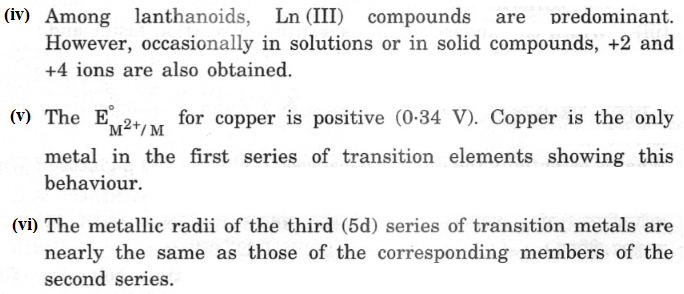 (iv) Among lanthanoids, Ln (III) compounds are predominant.
However, occasionally in solutions or in solid compounds, +2 and
+4 ions are also obtained.
(v) The E°M2+/M for copper is positive (0·34 V). Copper is the only
metal in the first series of transition elements showing this
behaviour.
(vi) The metallic radii of the third (5d) series of transition metals are
nearly the same as those of the corresponding members of the
second series.